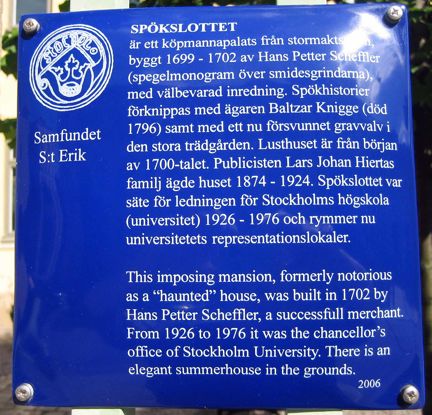 STOCKHOLM
SPÖKSLOTTET
är ett köpmannapalats från stormaktstiden,
byggt 1699 - 1702 av Hans Petter Scheffler
(spegelmonogram över smidesgrindarna),
med välbevarad inredning. Spökhistorier
förknippas med ägaren Baltzar Knigge (död
1796) samt med ett nu försvunnet gravvalv i
den stora trädgården. Lusthuset är från början
av 1700-talet. Publicisten Lars Johan Hiertas
familj ägde huset 1874 - 1924. Spökslottet var
säte för ledningen för Stockholms högskola
(universitet) 1926 - 1976 och rymmer nu
universitetets representationslokaler.
Samfundet
S:t Erik
This imposing mansion, formerly notorious
as a “haunted” house, was built in 1702 by
Hans Petter Scheffler, a successfull merchant.
From 1926 to 1976 it was the chancellor’s
office of Stockholm University. There is an
elegant summerhouse in the grounds.
2006